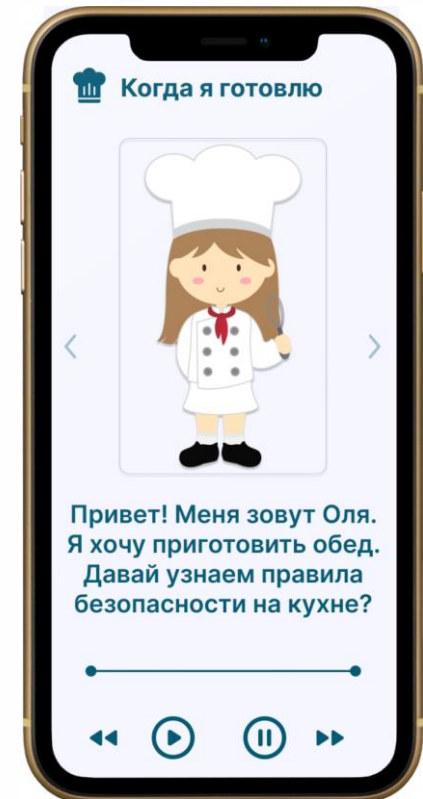 Когда я готовлю
Привет! Меня зовут Оля.
Я хочу приготовить обед.
Давай узнаем правила
безопасности на кухне?